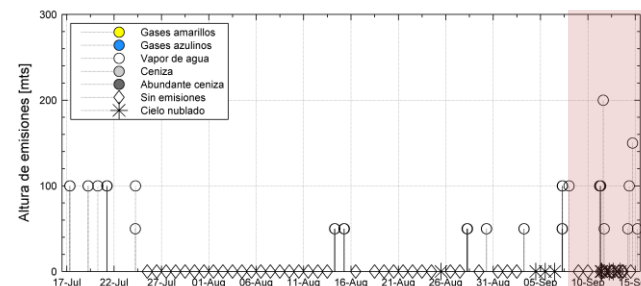 300
200
100
0
Altura de emisiones [mts]
Gases amarillos
Gases azulinos
Vapor de agua
Ceniza
Abundante ceniza
Sin emisiones
Cielo nublado
17-Jul 22-Jul 27-Jul 01-Aug 06-Aug 11-Aug 16-Aug 21-Aug 26-Aug 31-Aug 05-Sep 10-Sep 15-S